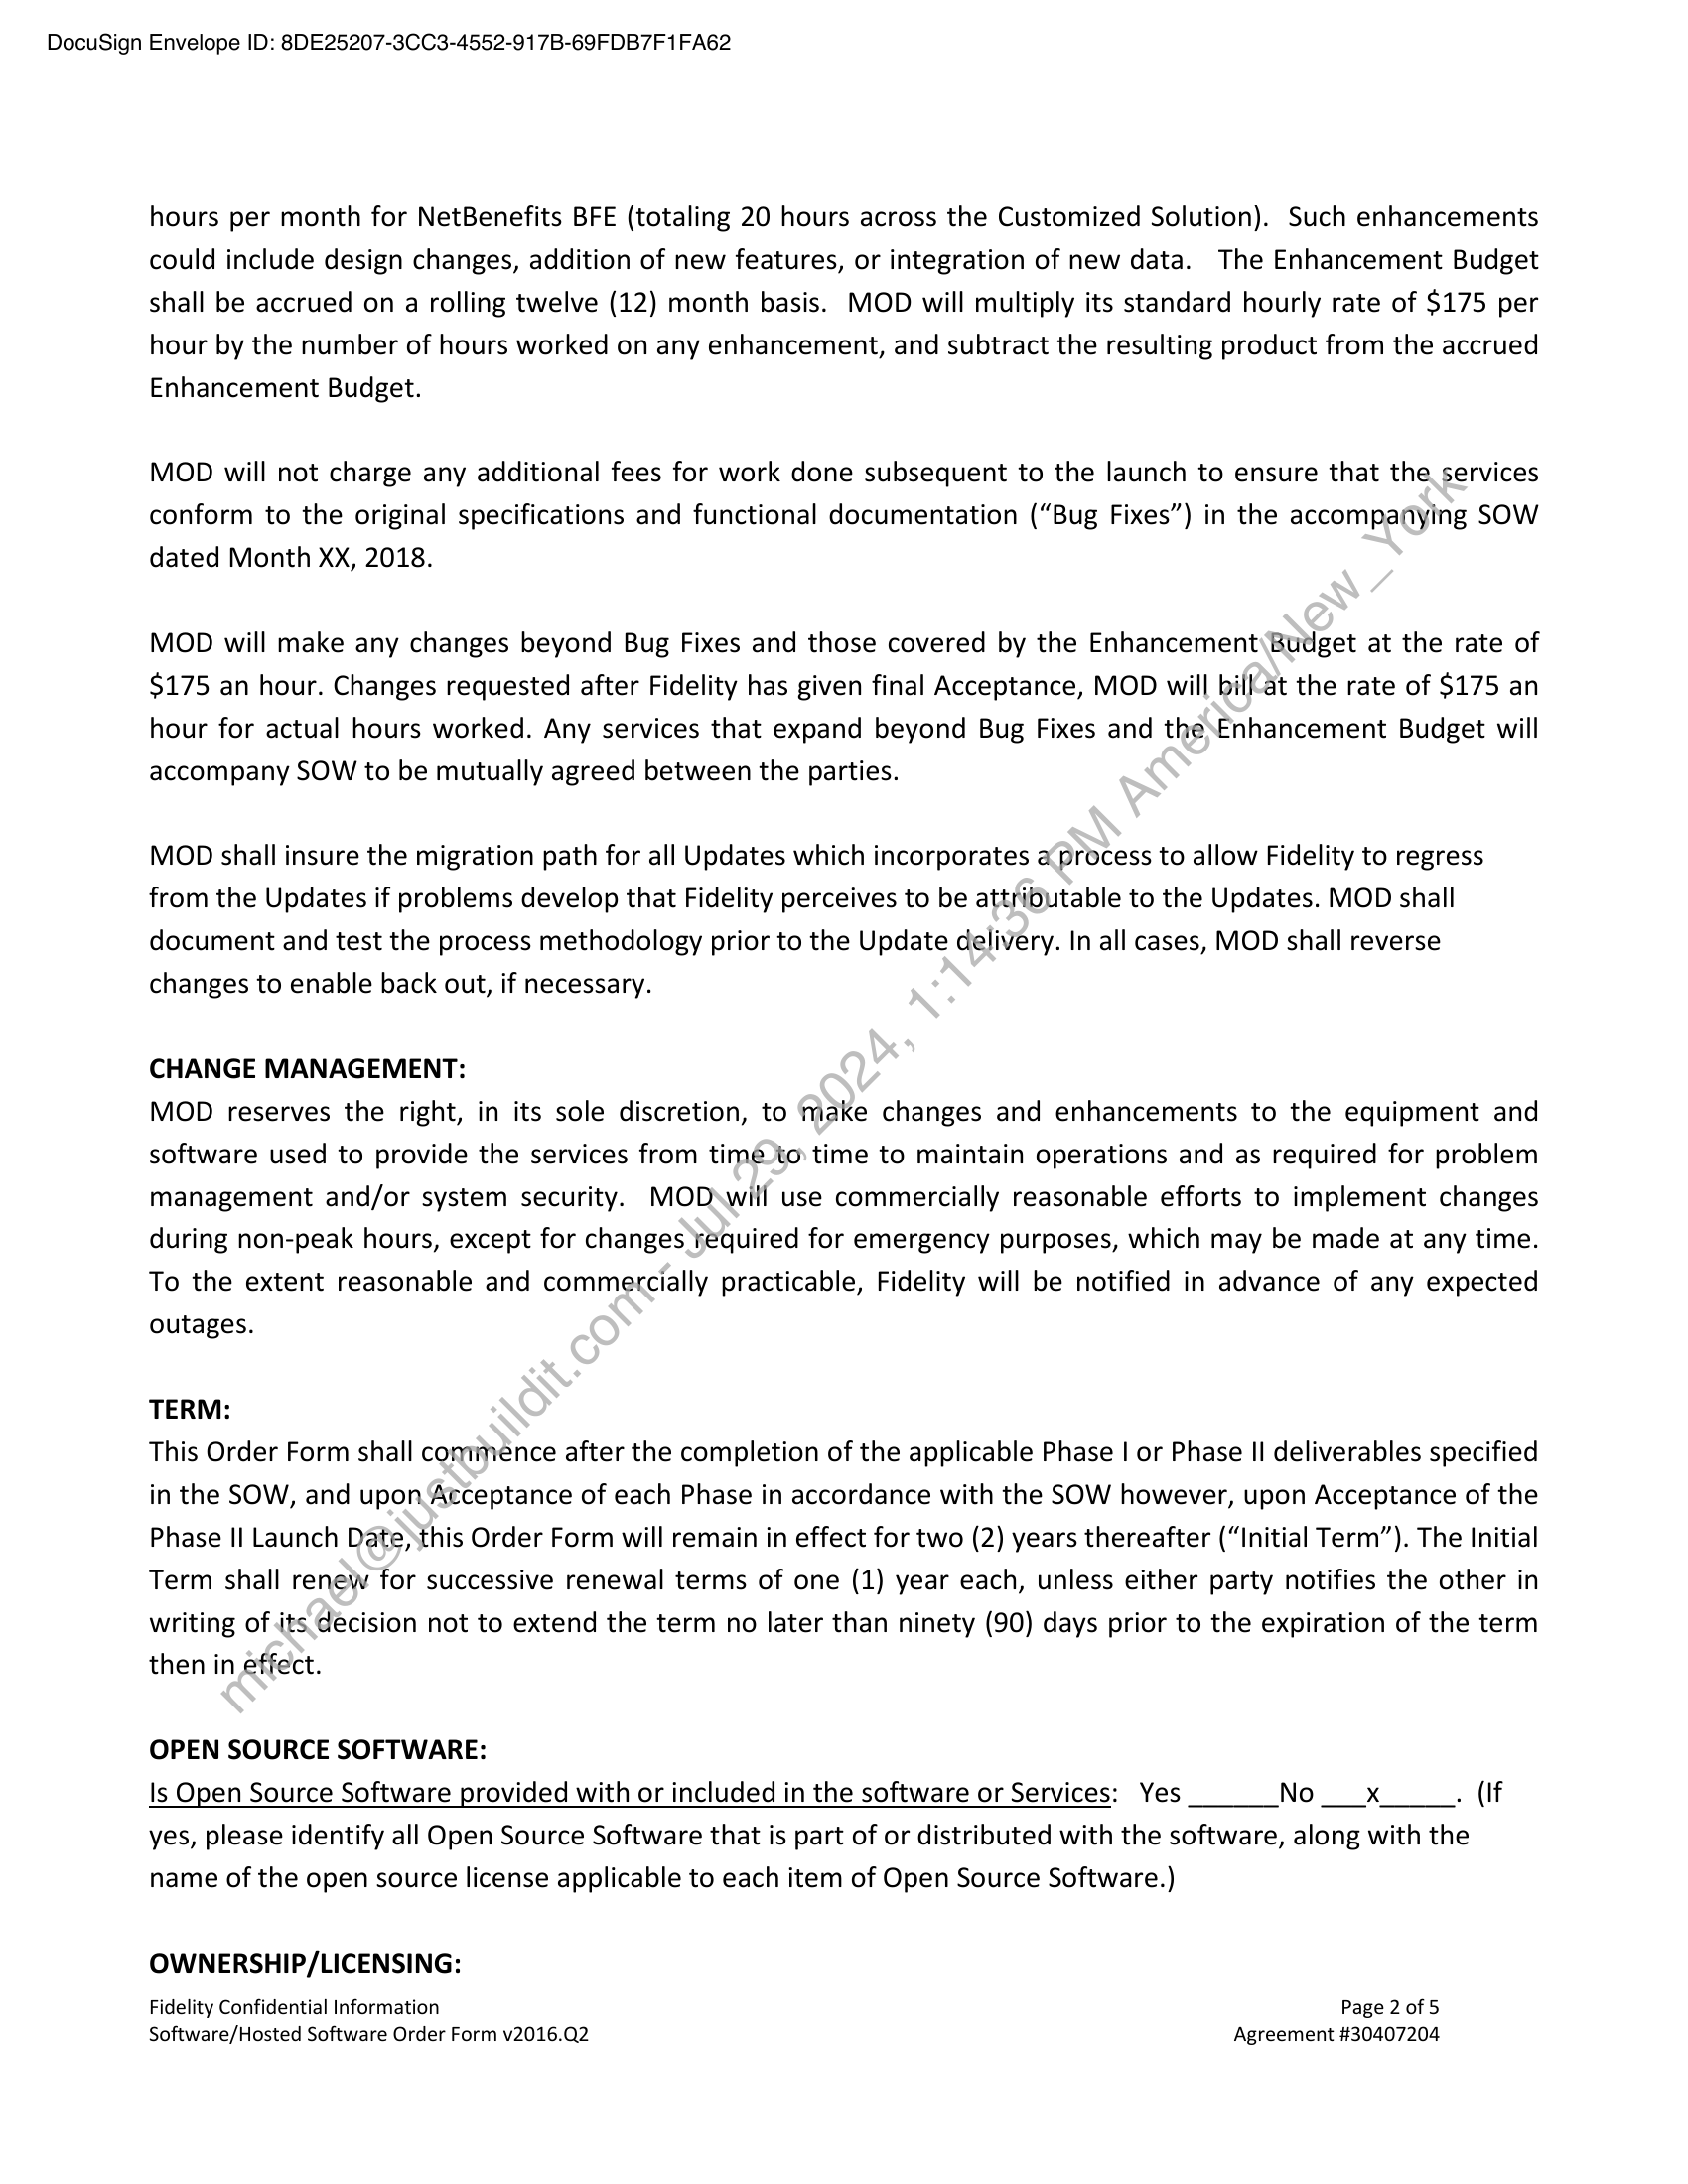 DocuSign Envelope ID: 8DE25207-3CC3-4552-917B-69FDB7F1FA62
hours per month for NetBenefits BFE (totaling 20 hours across the Customized Solution).  Such enhancements
could include design changes, addition of new features, or integration of new data.   The Enhancement Budget
shall be accrued on a rolling twelve (12) month basis.  MOD will multiply its standard hourly rate of $175 per
hour by the number of hours worked on any enhancement, and subtract the resulting product from the accrued
Enhancement Budget.
MOD will not charge any additional fees for work done subsequent to the launch to ensure that the services
conform to the original specifications and functional documentation (“Bug Fixes”) in the accompanying SOW
dated Month XX, 2018.
MOD will make any changes beyond Bug Fixes and those covered by the Enhancement Budget at the rate of
$175 an hour. Changes requested after Fidelity has given final Acceptance, MOD will bill at the rate of $175 an
hour for actual hours worked. Any services that expand beyond Bug Fixes and the Enhancement Budget will
accompany SOW to be mutually agreed between the parties.
MOD shall insure the migration path for all Updates which incorporates a process to allow Fidelity to regress
from the Updates if problems develop that Fidelity perceives to be attributable to the Updates. MOD shall
document and test the process methodology prior to the Update delivery. In all cases, MOD shall reverse
changes to enable back out, if necessary.
CHANGE MANAGEMENT:
MOD reserves the right, in its sole discretion, to make changes and enhancements to the equipment and
software used to provide the services from time to time to maintain operations and as required for problem
management and/or system security.  MOD will use commercially reasonable efforts to implement changes
during non-peak hours, except for changes required for emergency purposes, which may be made at any time.
To the extent reasonable and commercially practicable, Fidelity will be notified in advance of any expected
outages.
TERM:
This Order Form shall commence after the completion of the applicable Phase I or Phase II deliverables specified
in the SOW, and upon Acceptance of each Phase in accordance with the SOW however, upon Acceptance of the
Phase II Launch Date, this Order Form will remain in effect for two (2) years thereafter (“Initial Term”). The Initial
Term shall renew for successive renewal terms of one (1) year each, unless either party notifies the other in
writing of its decision not to extend the term no later than ninety (90) days prior to the expiration of the term
then in effect.
OPEN SOURCE SOFTWARE:
Is Open Source Software provided with or included in the software or Services:   Yes ______No ___x_____.  (If
yes, please identify all Open Source Software that is part of or distributed with the software, along with the
name of the open source license applicable to each item of Open Source Software.)
OWNERSHIP/LICENSING:
Fidelity Confidential Information
Page 2 of 5
Software/Hosted Software Order Form v2016.Q2
Agreement #30407204
michael@justbuildit.com - Jul 29, 2024, 1:14:36 PM America/New_York